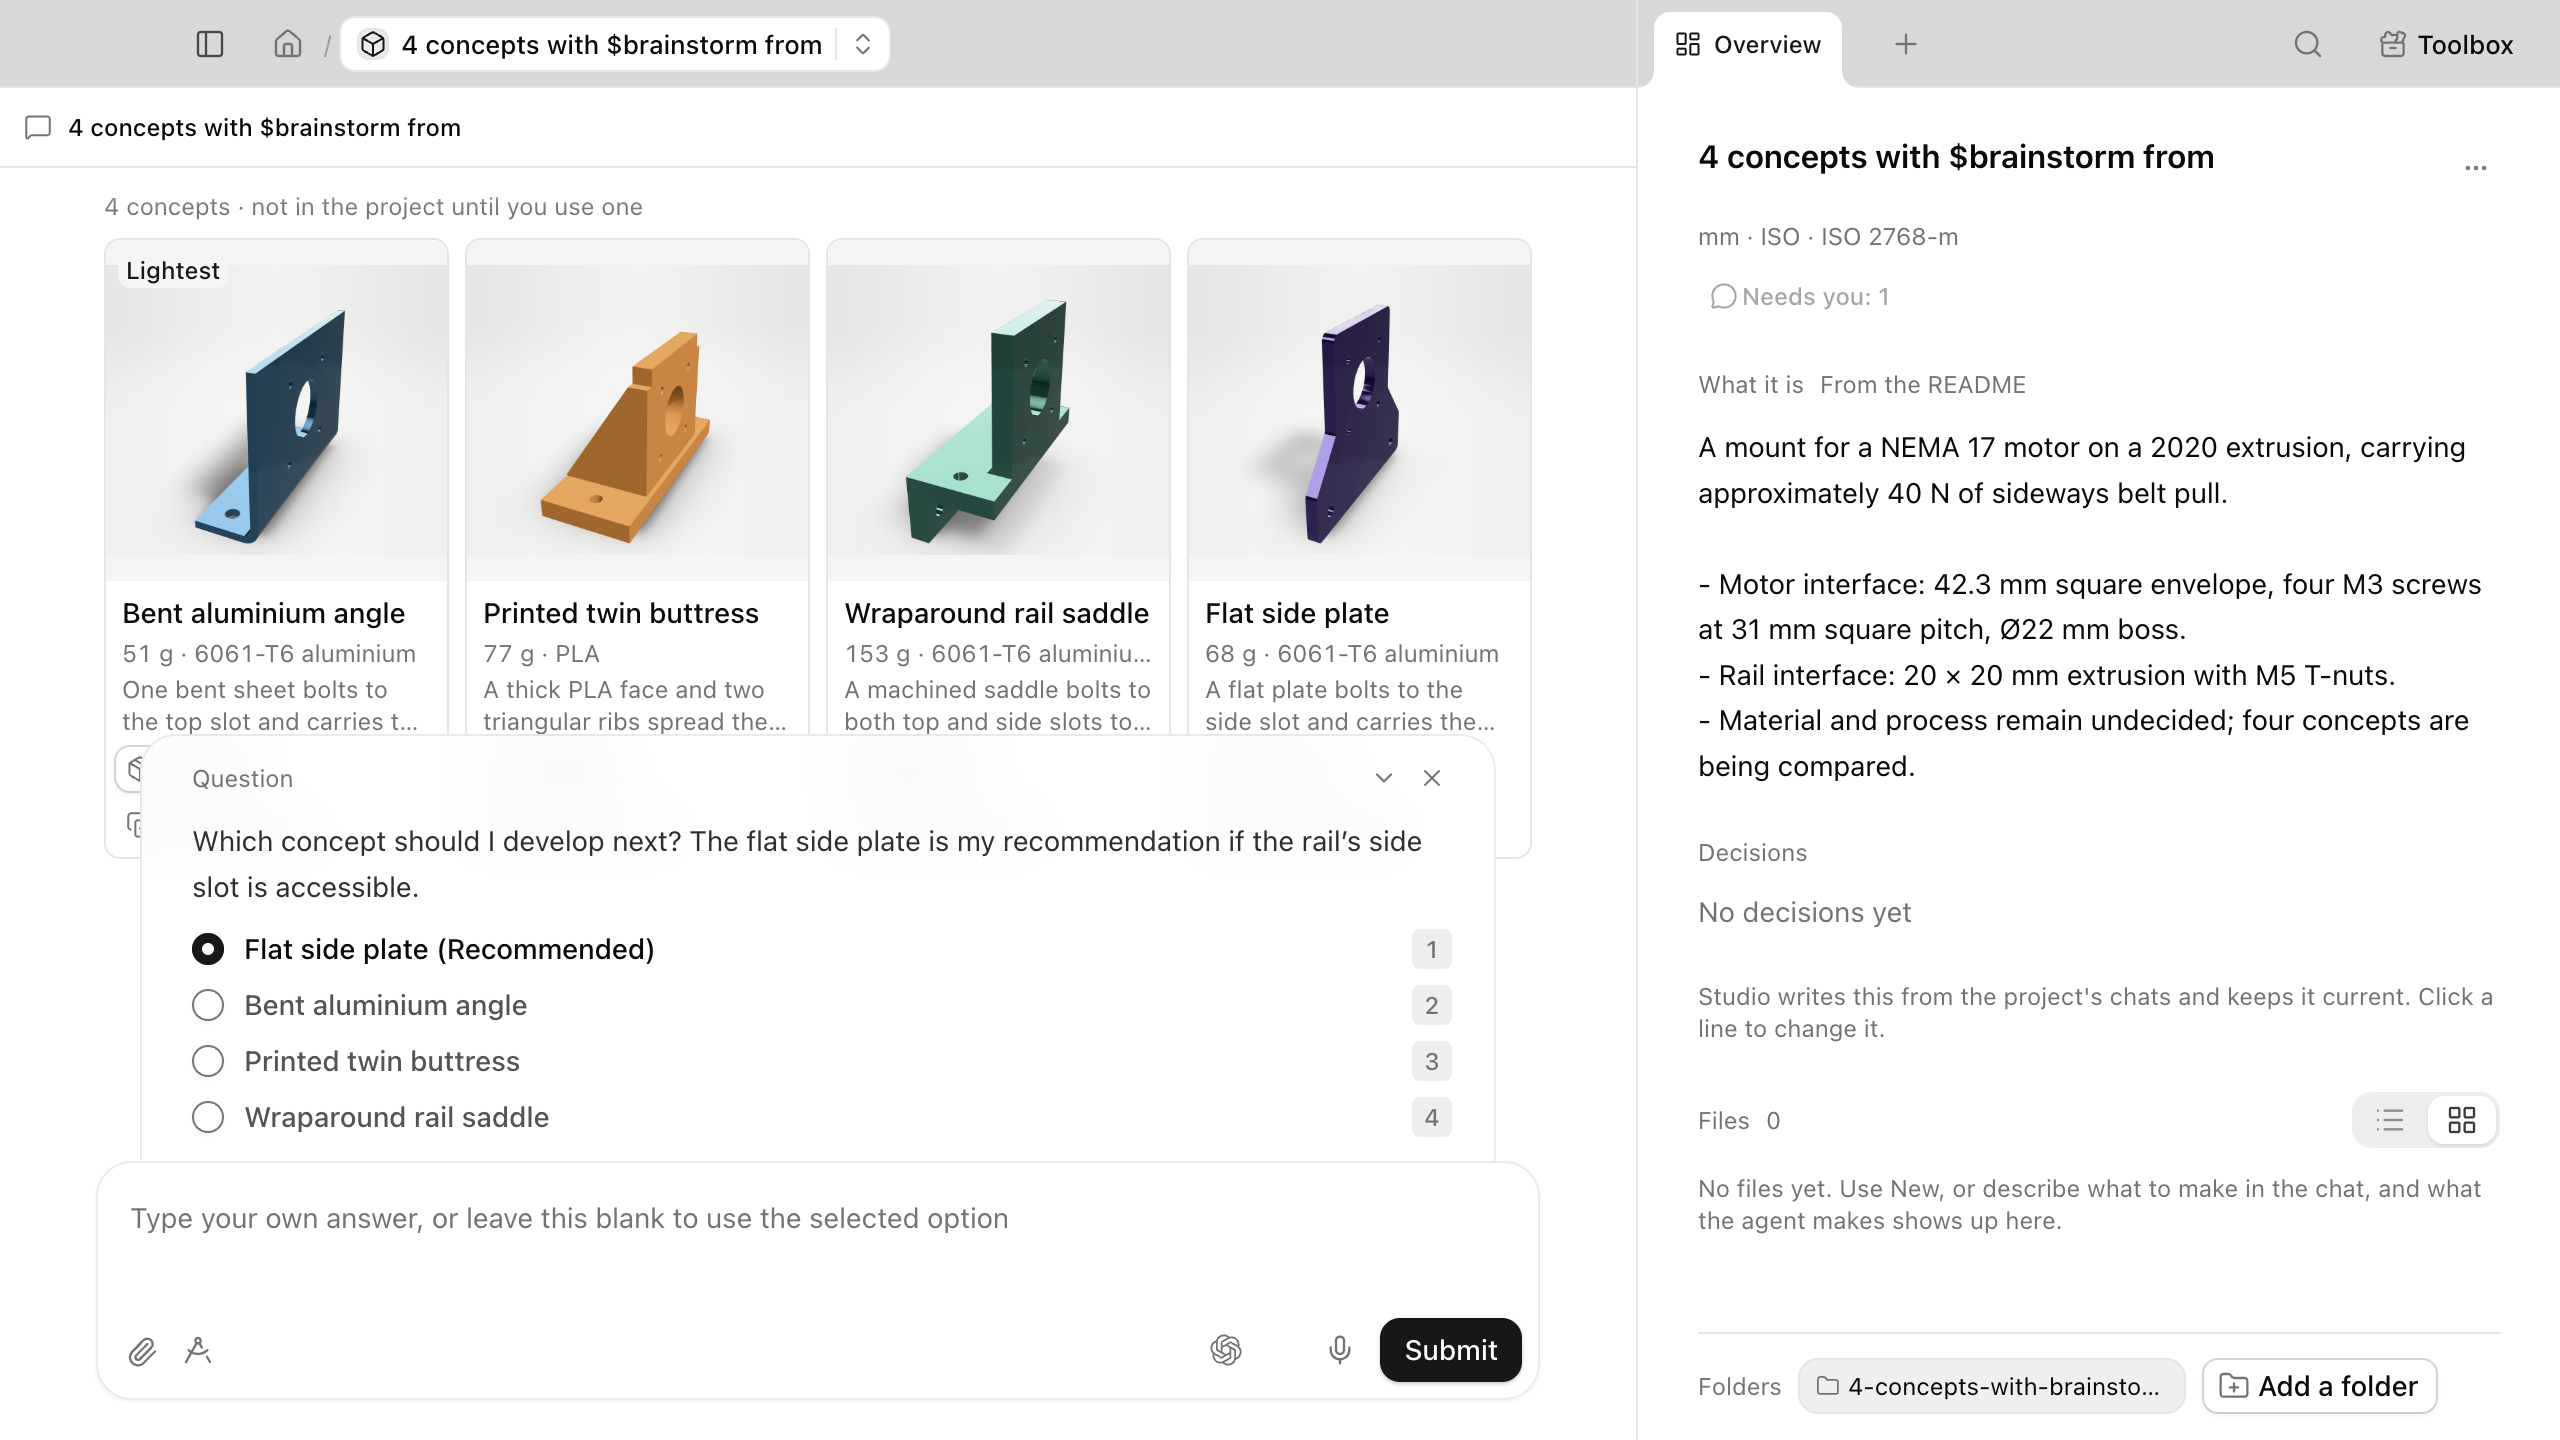 4 concepts with $brainstorm from
Overview
Toolbox
4 concepts with $brainstorm from
4 concepts · not in the project until you use one
Lightest
Bent aluminium angle
51 g · 6061-T6 aluminium
One bent sheet bolts to
the top slot and carries t...
Printed twin buttress
77 g · PLA
A thick PLA face and two
triangular ribs spread the...
Wraparound rail saddle
153 g · 6061-T6 aluminiu...
A machined saddle bolts to
both top and side slots to...
Flat side plate
68 g · 6061-T6 aluminium
A flat plate bolts to the
side slot and carries the...
Question
Which concept should I develop next? The flat side plate is my recommendation if the rail's side
slot is accessible.
Flat side plate (Recommended) 1
Bent aluminium angle 2
Printed twin buttress 3
Wraparound rail saddle 4
Type your own answer, or leave this blank to use the selected option
Submit
4 concepts with $brainstorm from
mm · ISO · ISO 2768-m
Needs you: 1
What it is From the README
A mount for a NEMA 17 motor on a 2020 extrusion, carrying
approximately 40 N of sideways belt pull.
- Motor interface: 42.3 mm square envelope, four M3 screws
at 31 mm square pitch, Ø22 mm boss.
- Rail interface: 20 × 20 mm extrusion with M5 T-nuts.
- Material and process remain undecided; four concepts are
being compared.
Decisions
No decisions yet
Studio writes this from the project's chats and keeps it current. Click a
line to change it.
Files 0
No files yet. Use New, or describe what to make in the chat, and what
the agent makes shows up here.
Folders
4-concepts-with-brainsto...
Add a folder